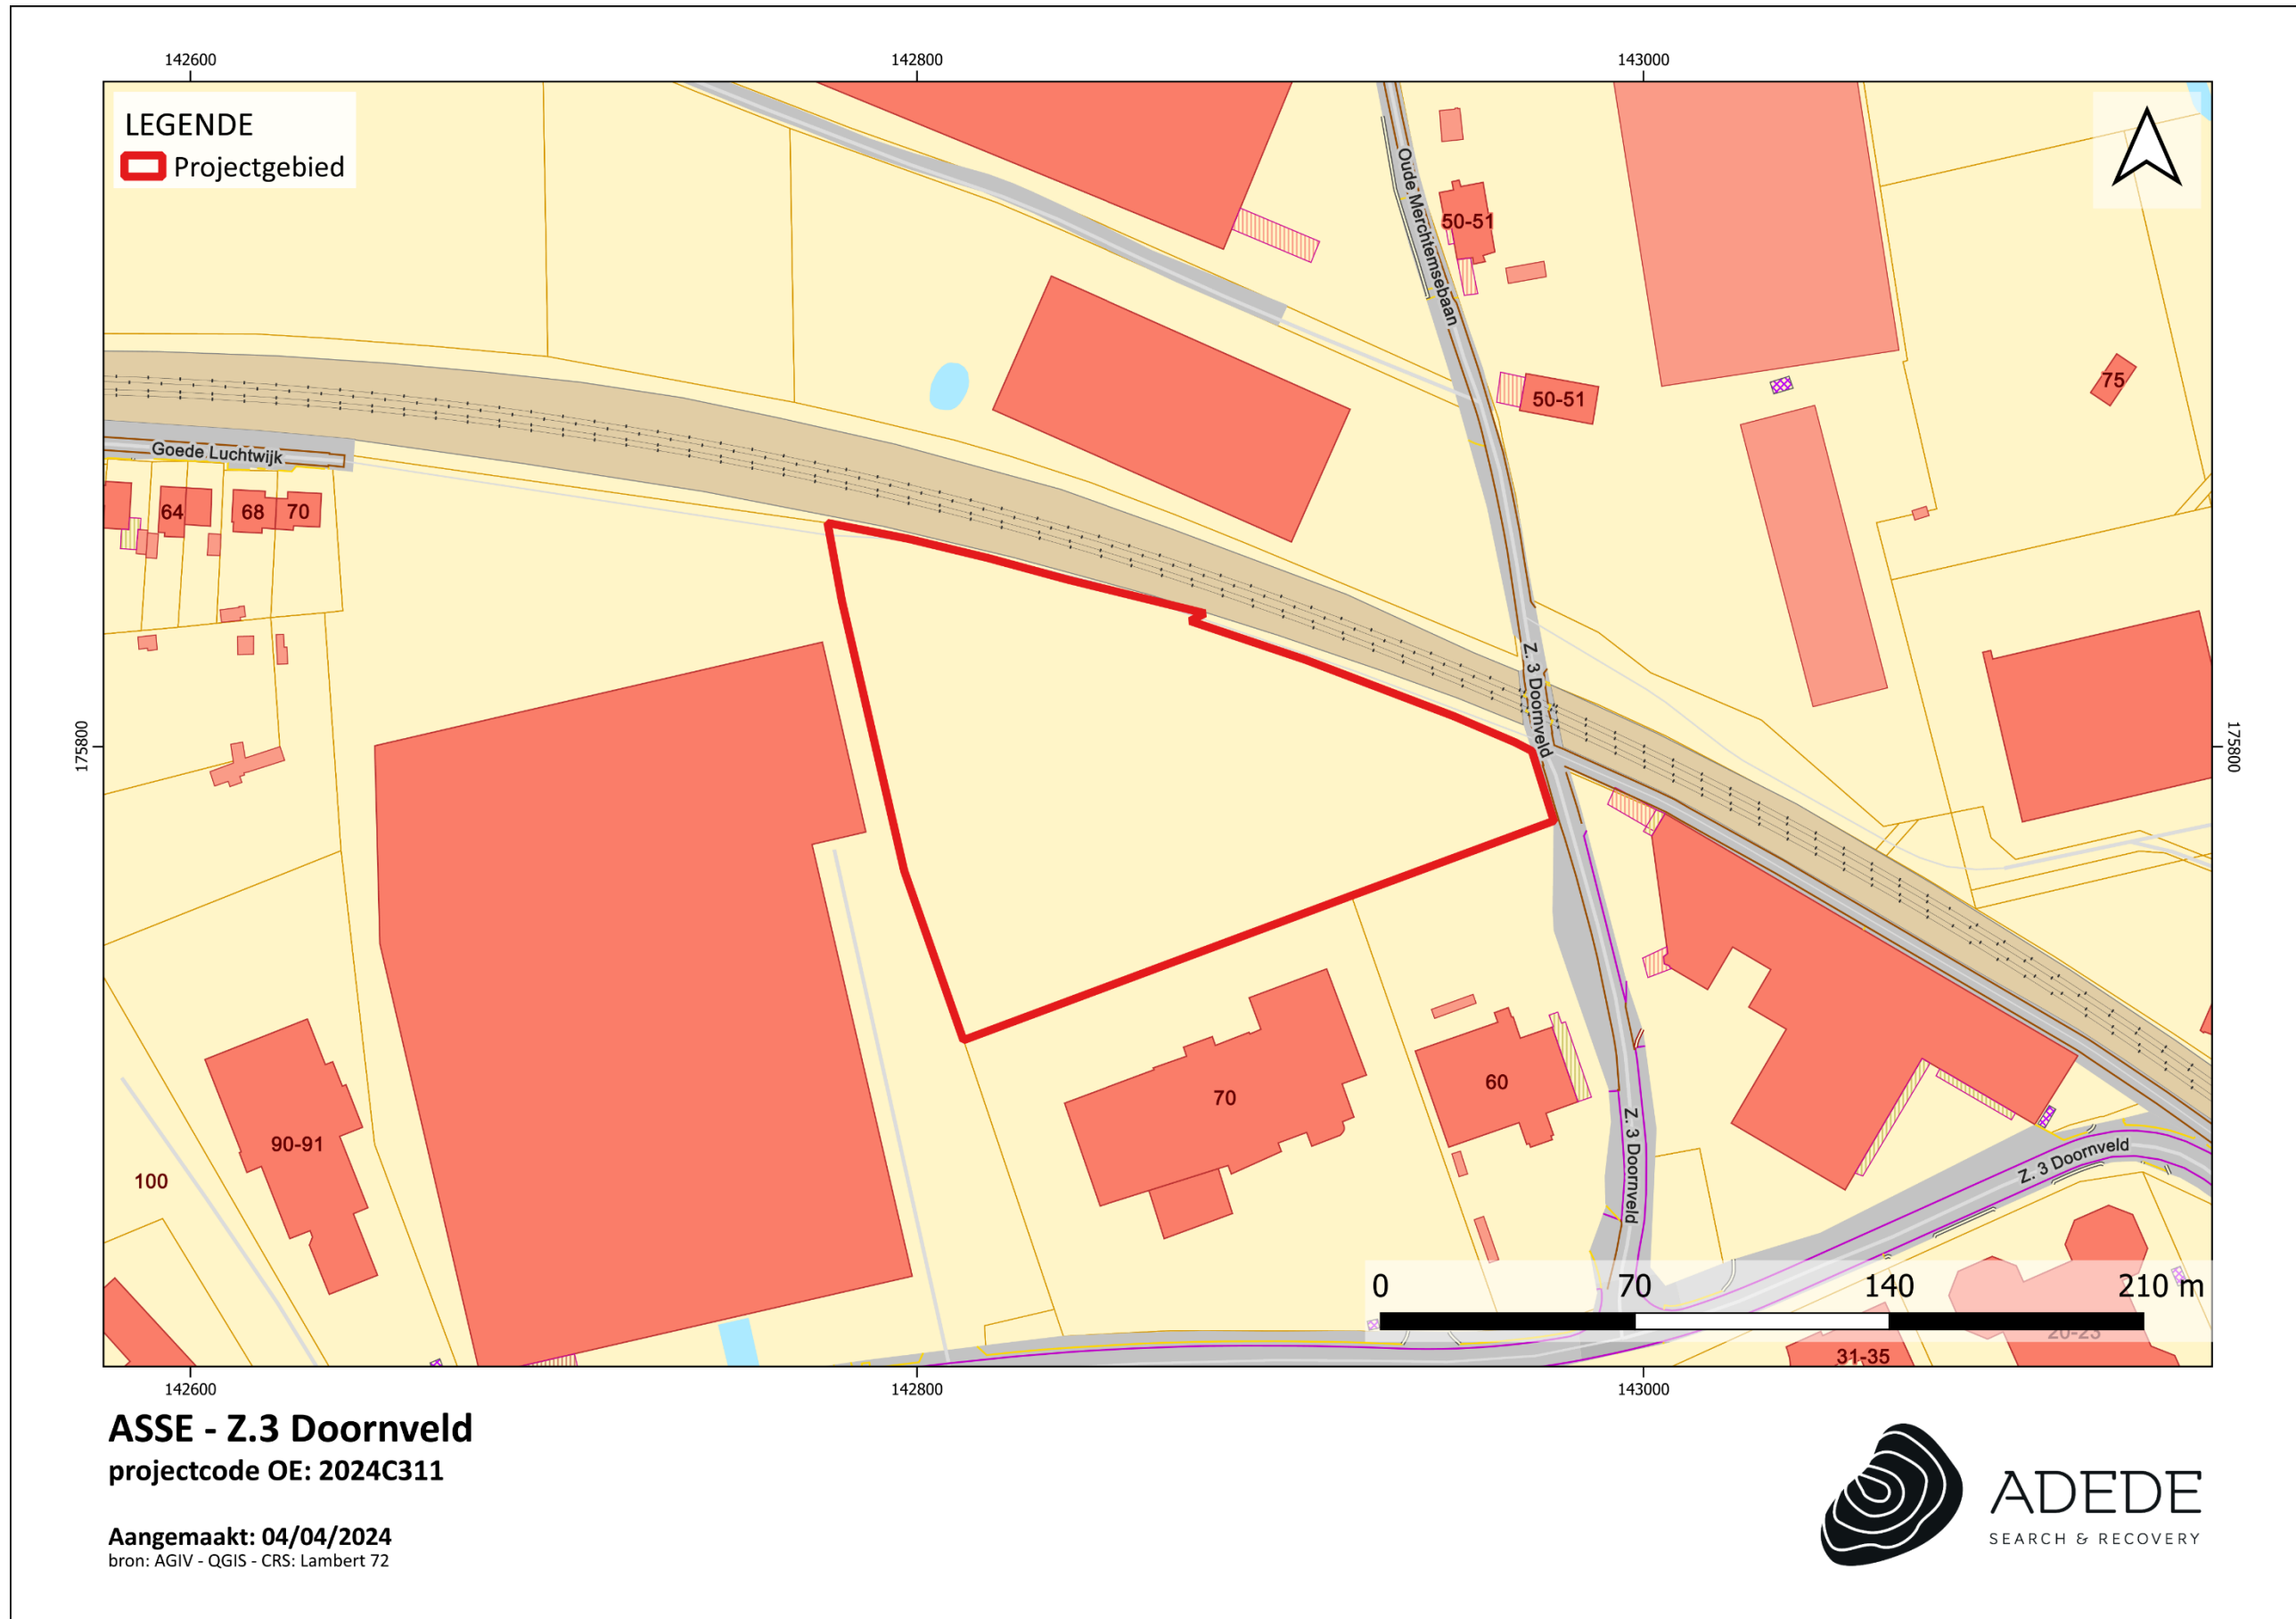 142600
142800
143000
LEGENDE
Projectgebied
Oude Merchtemsebaan
50-51
50-51
75
Goede Luchtwijk
64
68
70
Z. 3 Doornveld
175800
175800
70
60
90-91
100
Z. 3 Doornveld
Z. 3 Doornveld
0 70 140 210 m
20-23
31-35
142600
142800
143000
ASSE - Z.3 Doornveld
projectcode OE: 2024C311
Aangemaakt: 04/04/2024
bron: AGIV - QGIS - CRS: Lambert 72
ADEDE
SEARCH & RECOVERY